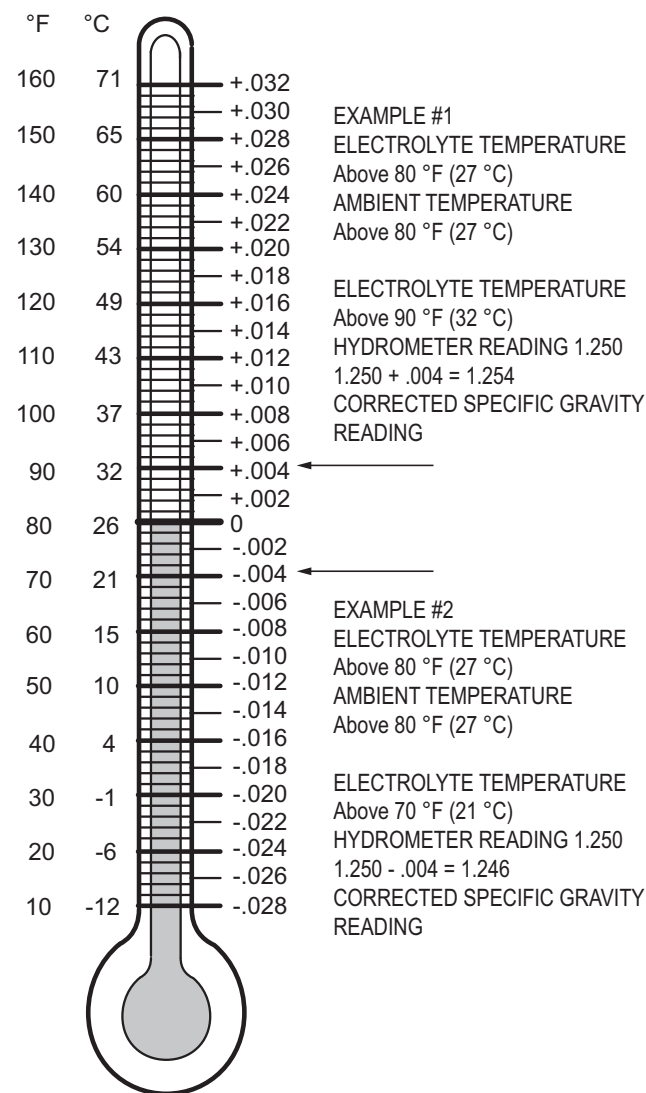 °F °C
160 71 +.032
+.030
150 65 +.028
+.026
140 60 +.024
+.022
130 54 +.020
+.018
120 49 +.016
+.014
110 43 +.012
+.010
100 37 +.008
+.006
90 32 +.004
+.002
80 26 0
-.002
70 21 -.004
-.006
60 15 -.008
-.010
50 10 -.012
-.014
40 4 -.016
-.018
30 -1 -.020
-.022
20 -6 -.024
-.026
10 -12 -.028
EXAMPLE #1
ELECTROLYTE TEMPERATURE
Above 80 °F (27 °C)
AMBIENT TEMPERATURE
Above 80 °F (27 °C)
ELECTROLYTE TEMPERATURE
Above 90 °F (32 °C)
HYDROMETER READING 1.250
1.250 + .004 = 1.254
CORRECTED SPECIFIC GRAVITY
READING
EXAMPLE #2
ELECTROLYTE TEMPERATURE
Above 80 °F (27 °C)
AMBIENT TEMPERATURE
Above 80 °F (27 °C)
ELECTROLYTE TEMPERATURE
Above 70 °F (21 °C)
HYDROMETER READING 1.250
1.250 - .004 = 1.246
CORRECTED SPECIFIC GRAVITY
READING